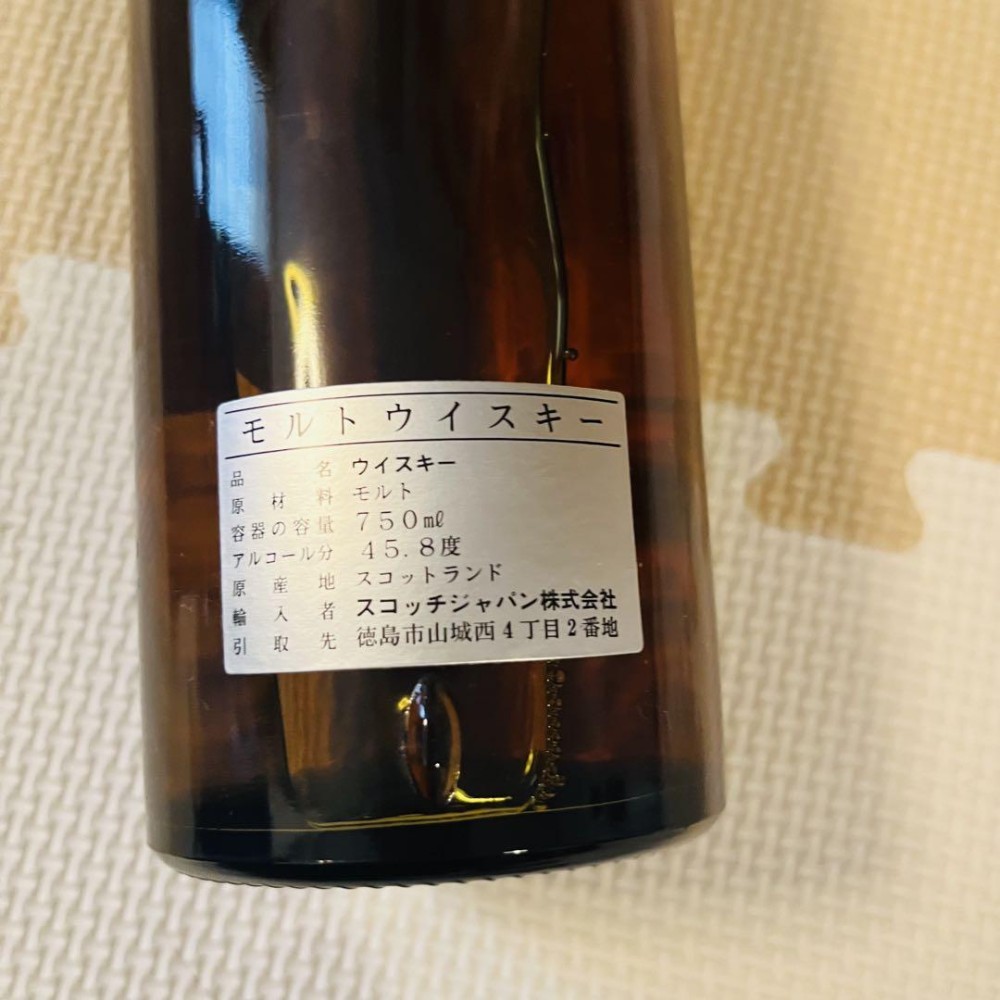 モルトウイスキー
品名 ウイスキー
原材料 モルト
容器の容量 750㎖
アルコール分 45.8度
原産地 スコットランド
輸入者 スコッチジャパン株式会社
引取先 徳島市山城西4丁目2番地